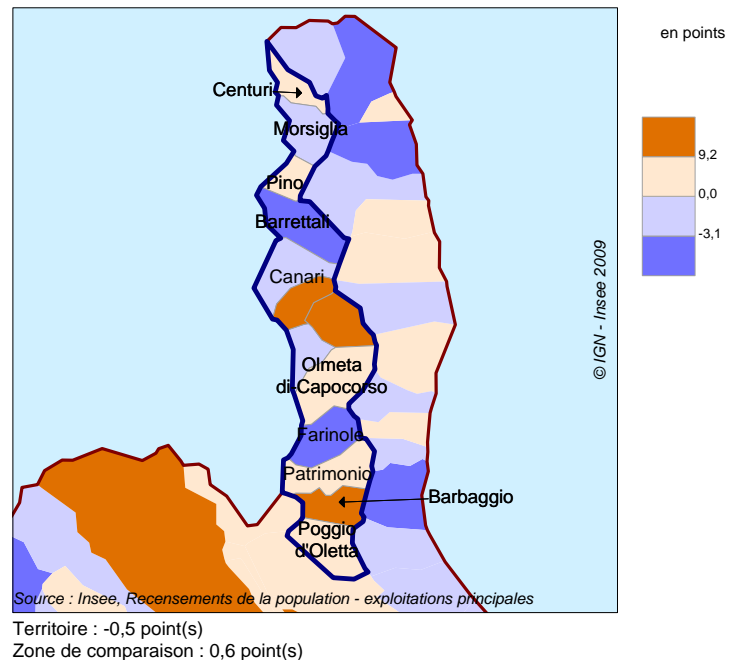 en points
9,2
0,0
-3,1
Centuri
Morsiglia
Pino
Barrettali
Canari
Olmeta
di-Capocorso
Farinole
Patrimonio
Barbaggio
Poggio
d'Oletta
© IGN - Insee 2009
Source : Insee, Recensements de la population - exploitations principales
Territoire : -0,5 point(s)
Zone de comparaison : 0,6 point(s)